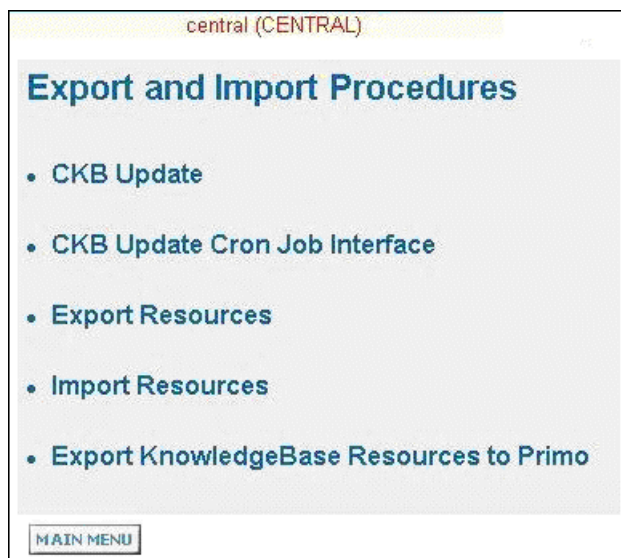 central (CENTRAL)
Export and Import Procedures
• CKB Update
• CKB Update Cron Job Interface
• Export Resources
• Import Resources
• Export KnowledgeBase Resources to Primo
MAIN MENU